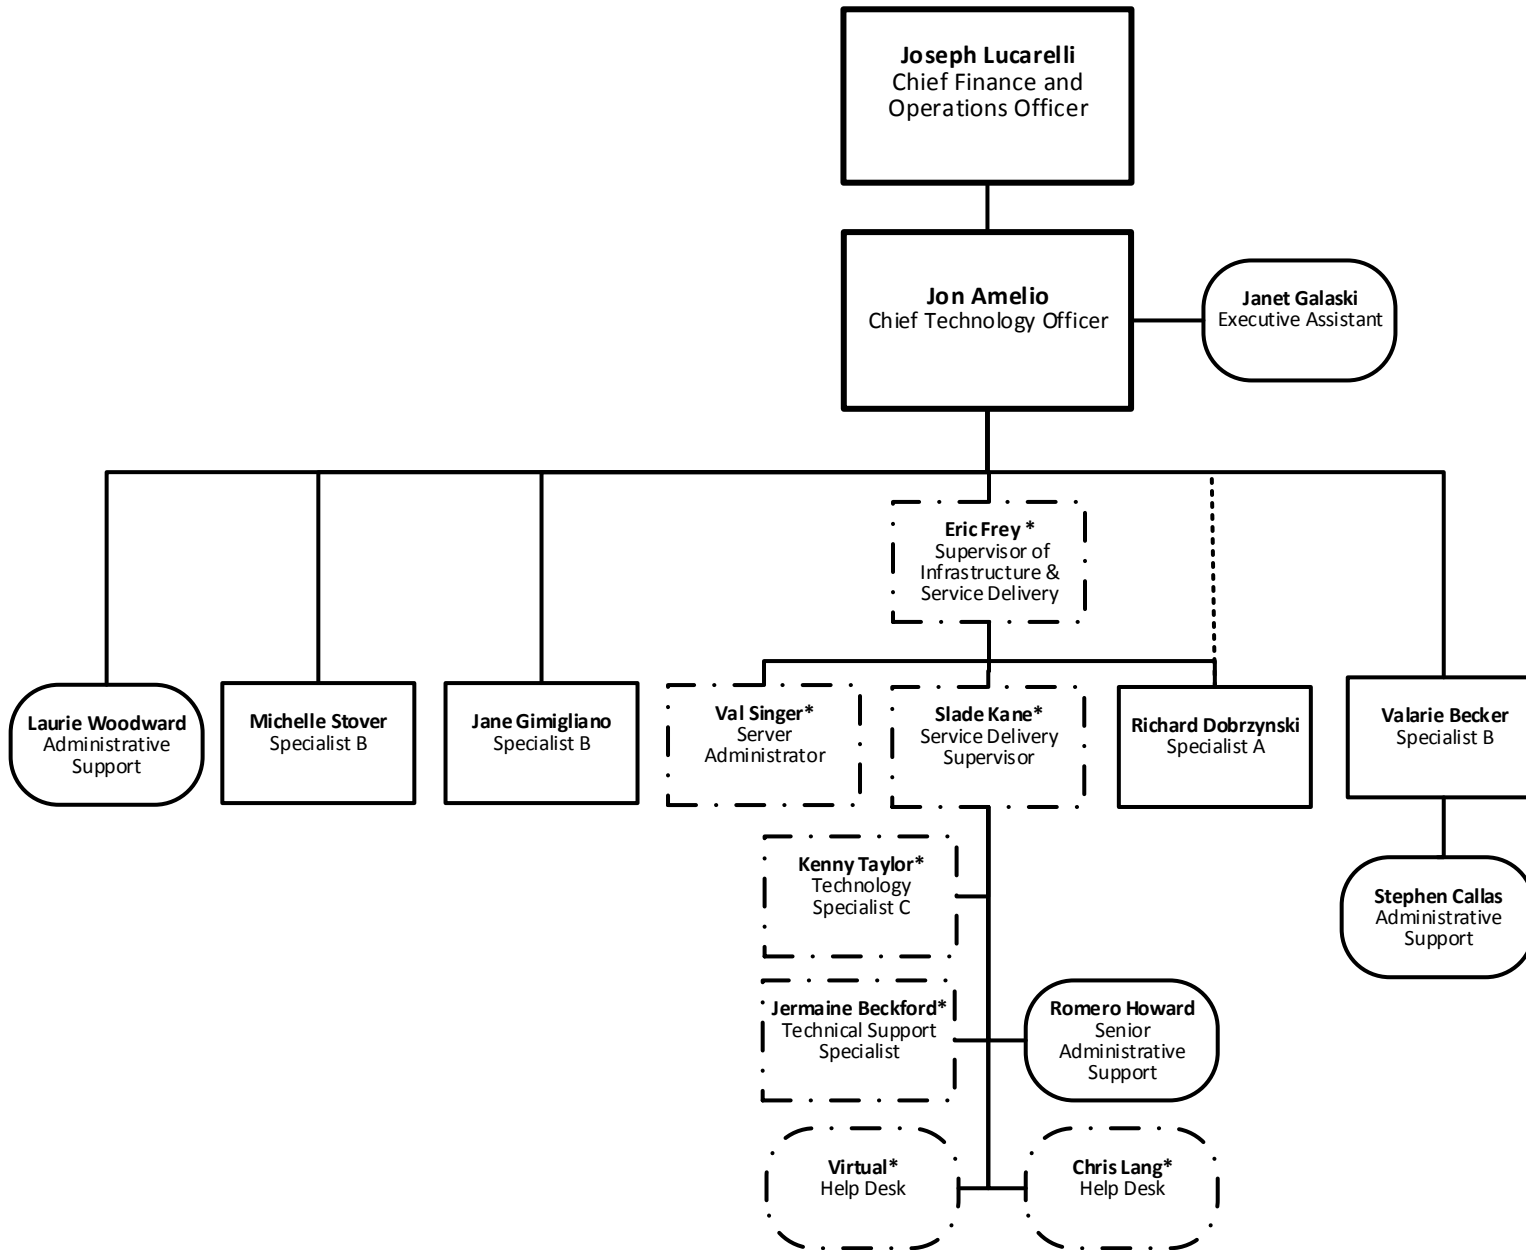 Joseph Lucarelli
Chief Finance and
Operations Officer
Jon Amelio
Chief Technology Officer
Janet Galaski
Executive Assistant
Eric Frey *
Supervisor of
Infrastructure &
Service Delivery
Laurie Woodward
Administrative
Support
Michelle Stover
Specialist B
Jane Gimigliano
Specialist B
Val Singer*
Server
Administrator
Slade Kane*
Service Delivery
Supervisor
Richard Dobrzynski
Specialist A
Valarie Becker
Specialist B
Kenny Taylor*
Technology
Specialist C
Stephen Callas
Administrative
Support
Jermaine Beckford*
Technical Support
Specialist
Romero Howard
Senior
Administrative
Support
Virtual*
Help Desk
Chris Lang*
Help Desk